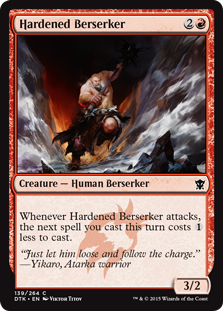 Hardened Berserker 2
Creature — Human Berserker
Whenever Hardened Berserker attacks,
the next spell you cast this turn costs 1
less to cast.
"Just let him loose and follow the charge."
—Yikaro, Atarka warrior
3/2
139/264 C
DTK • EN Viktor Titov
™ & © 2015 Wizards of the Coast